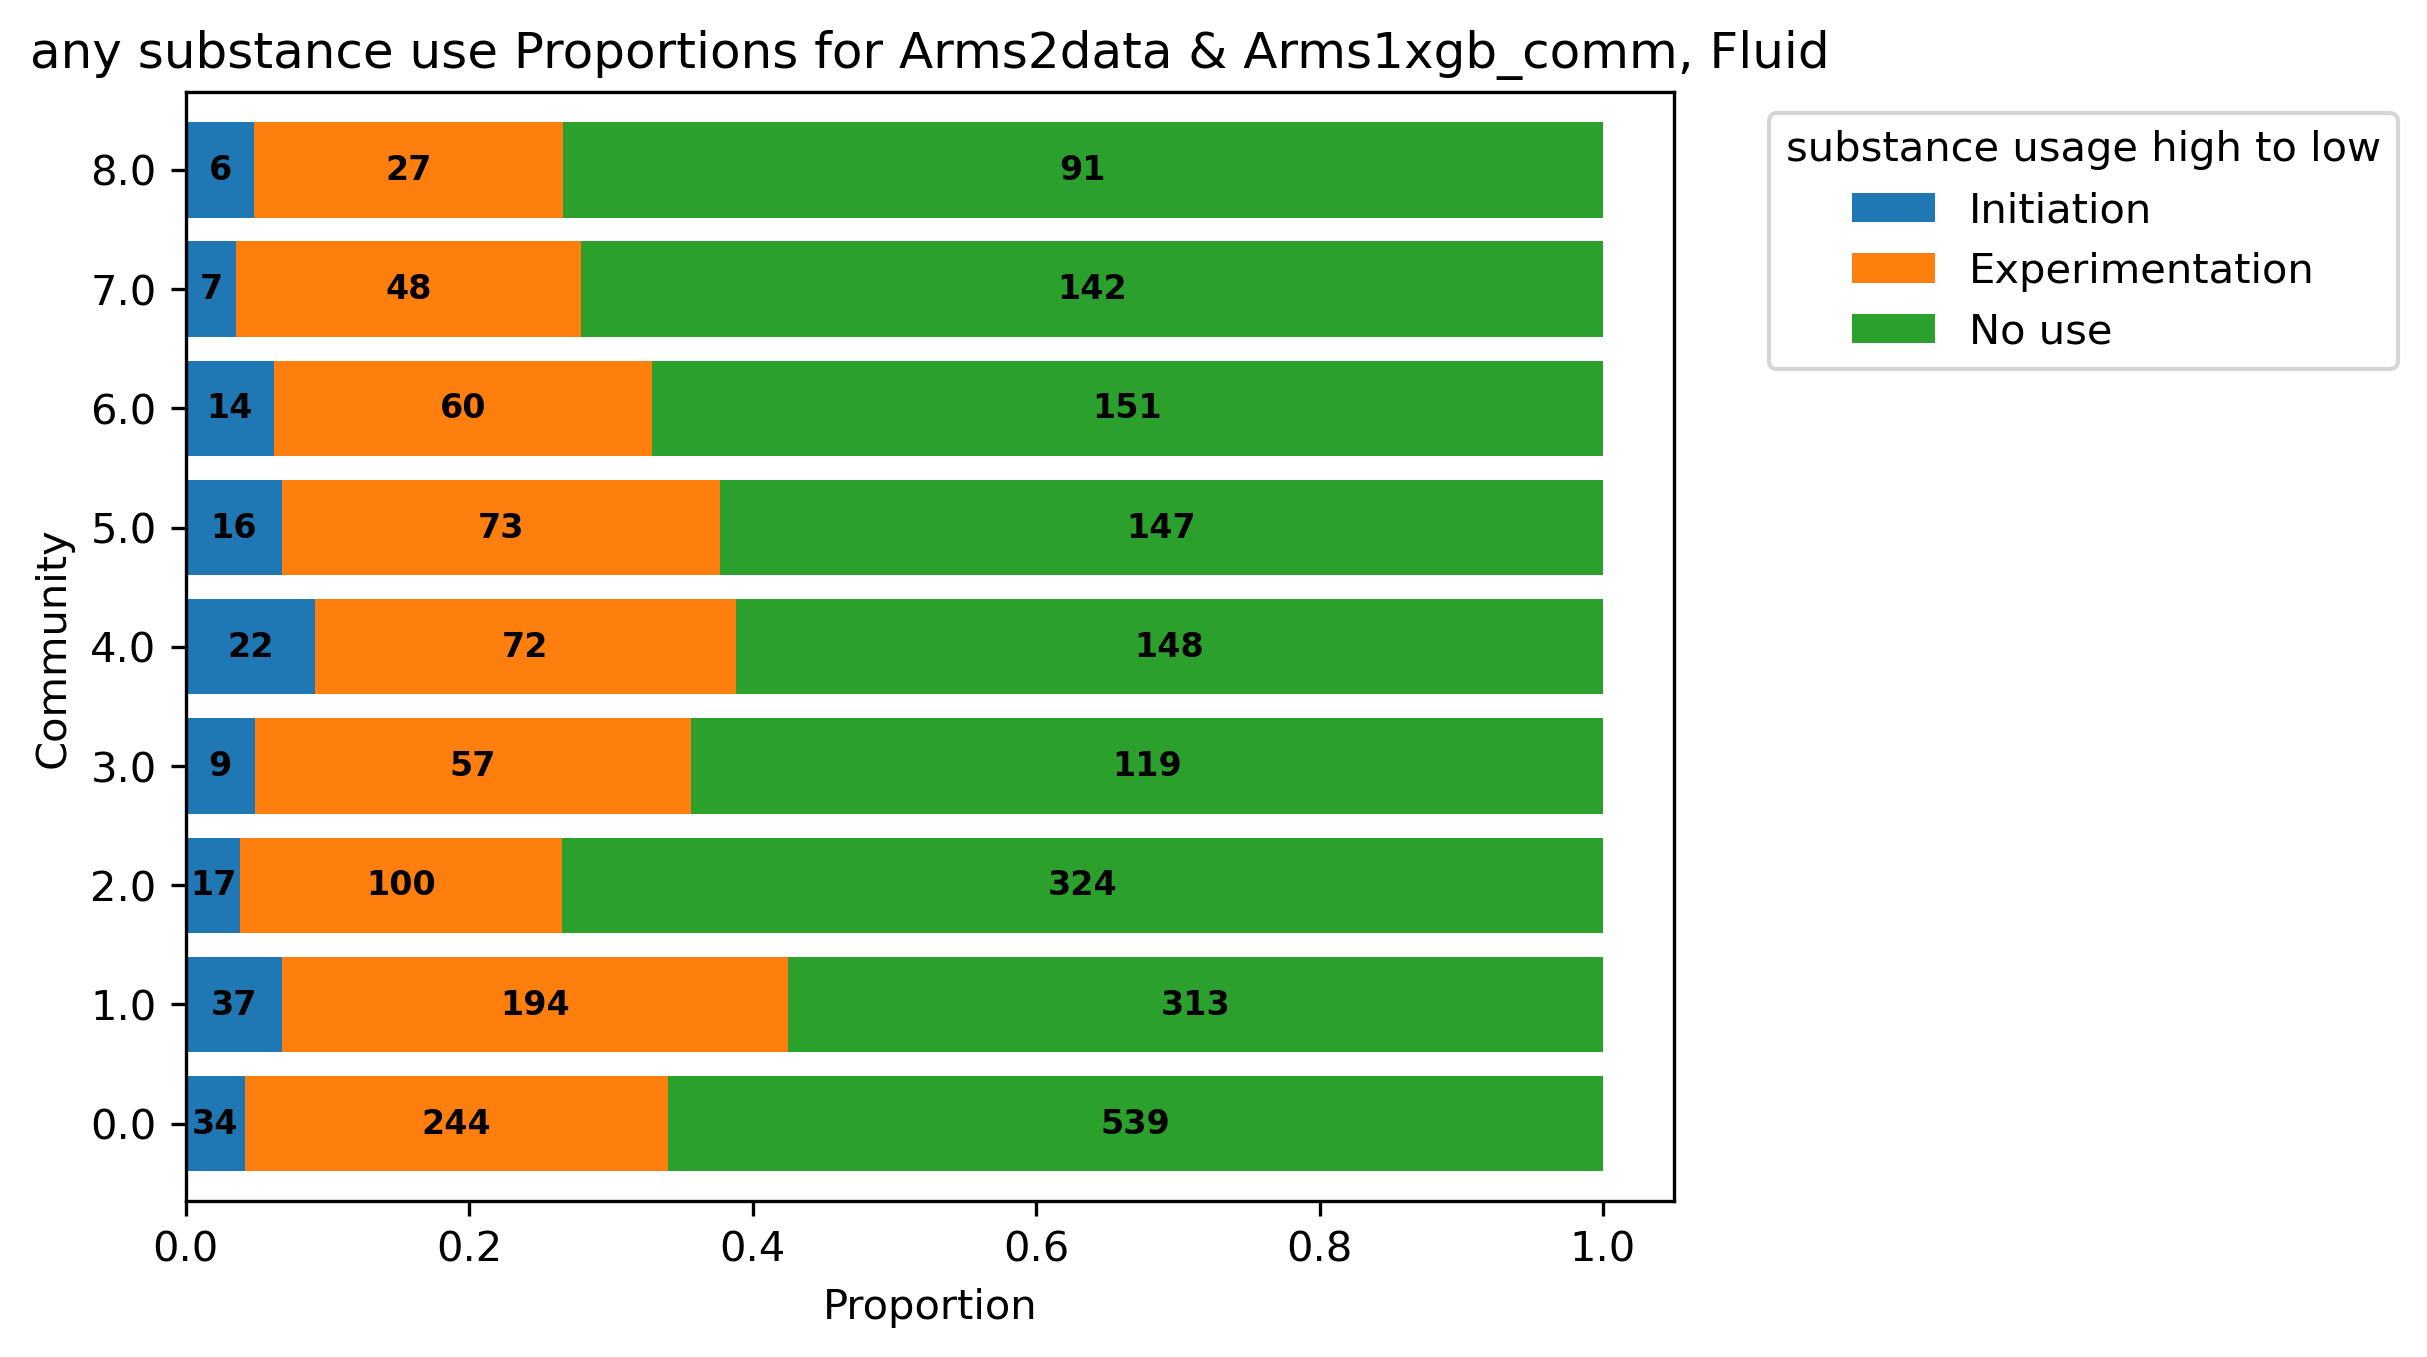 any substance use Proportions for Arms2data & Arms1xgb_comm, Fluid
substance usage high to low
Initiation
Experimentation
No use
Community
8.0 6 27 91
7.0 7 48 142
6.0 14 60 151
5.0 16 73 147
4.0 22 72 148
3.0 9 57 119
2.0 17 100 324
1.0 37 194 313
0.0 34 244 539
0.0 0.2 0.4 0.6 0.8 1.0
Proportion